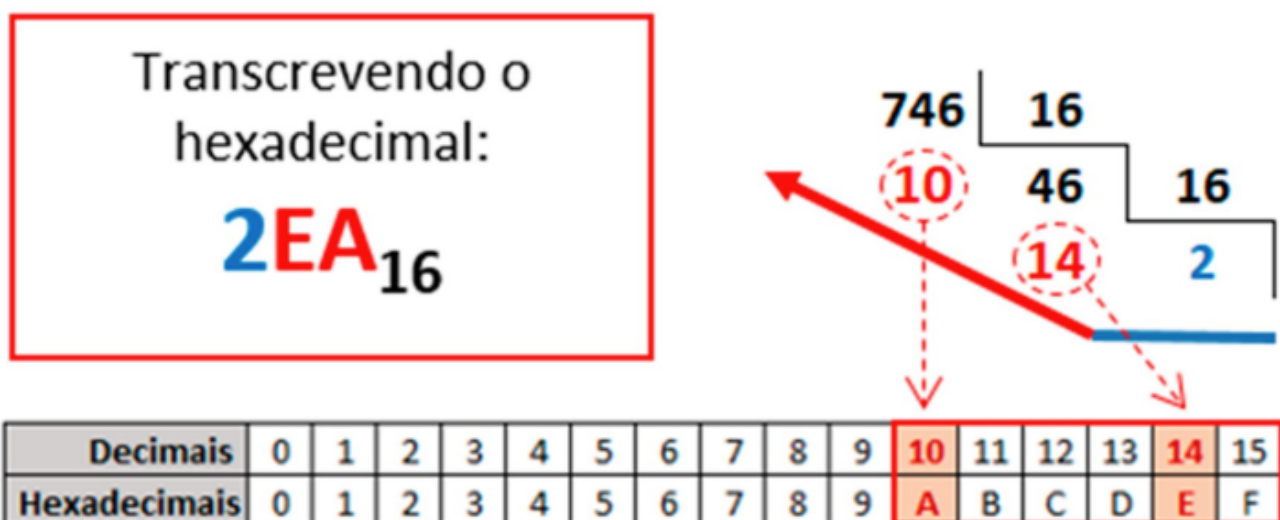 Transcrevendo o
hexadecimal:
2EA16
746 16
10 46 16
14 2
Decimais 0 1 2 3 4 5 6 7 8 9 10 11 12 13 14 15
Hexadecimais 0 1 2 3 4 5 6 7 8 9 A B C D E F